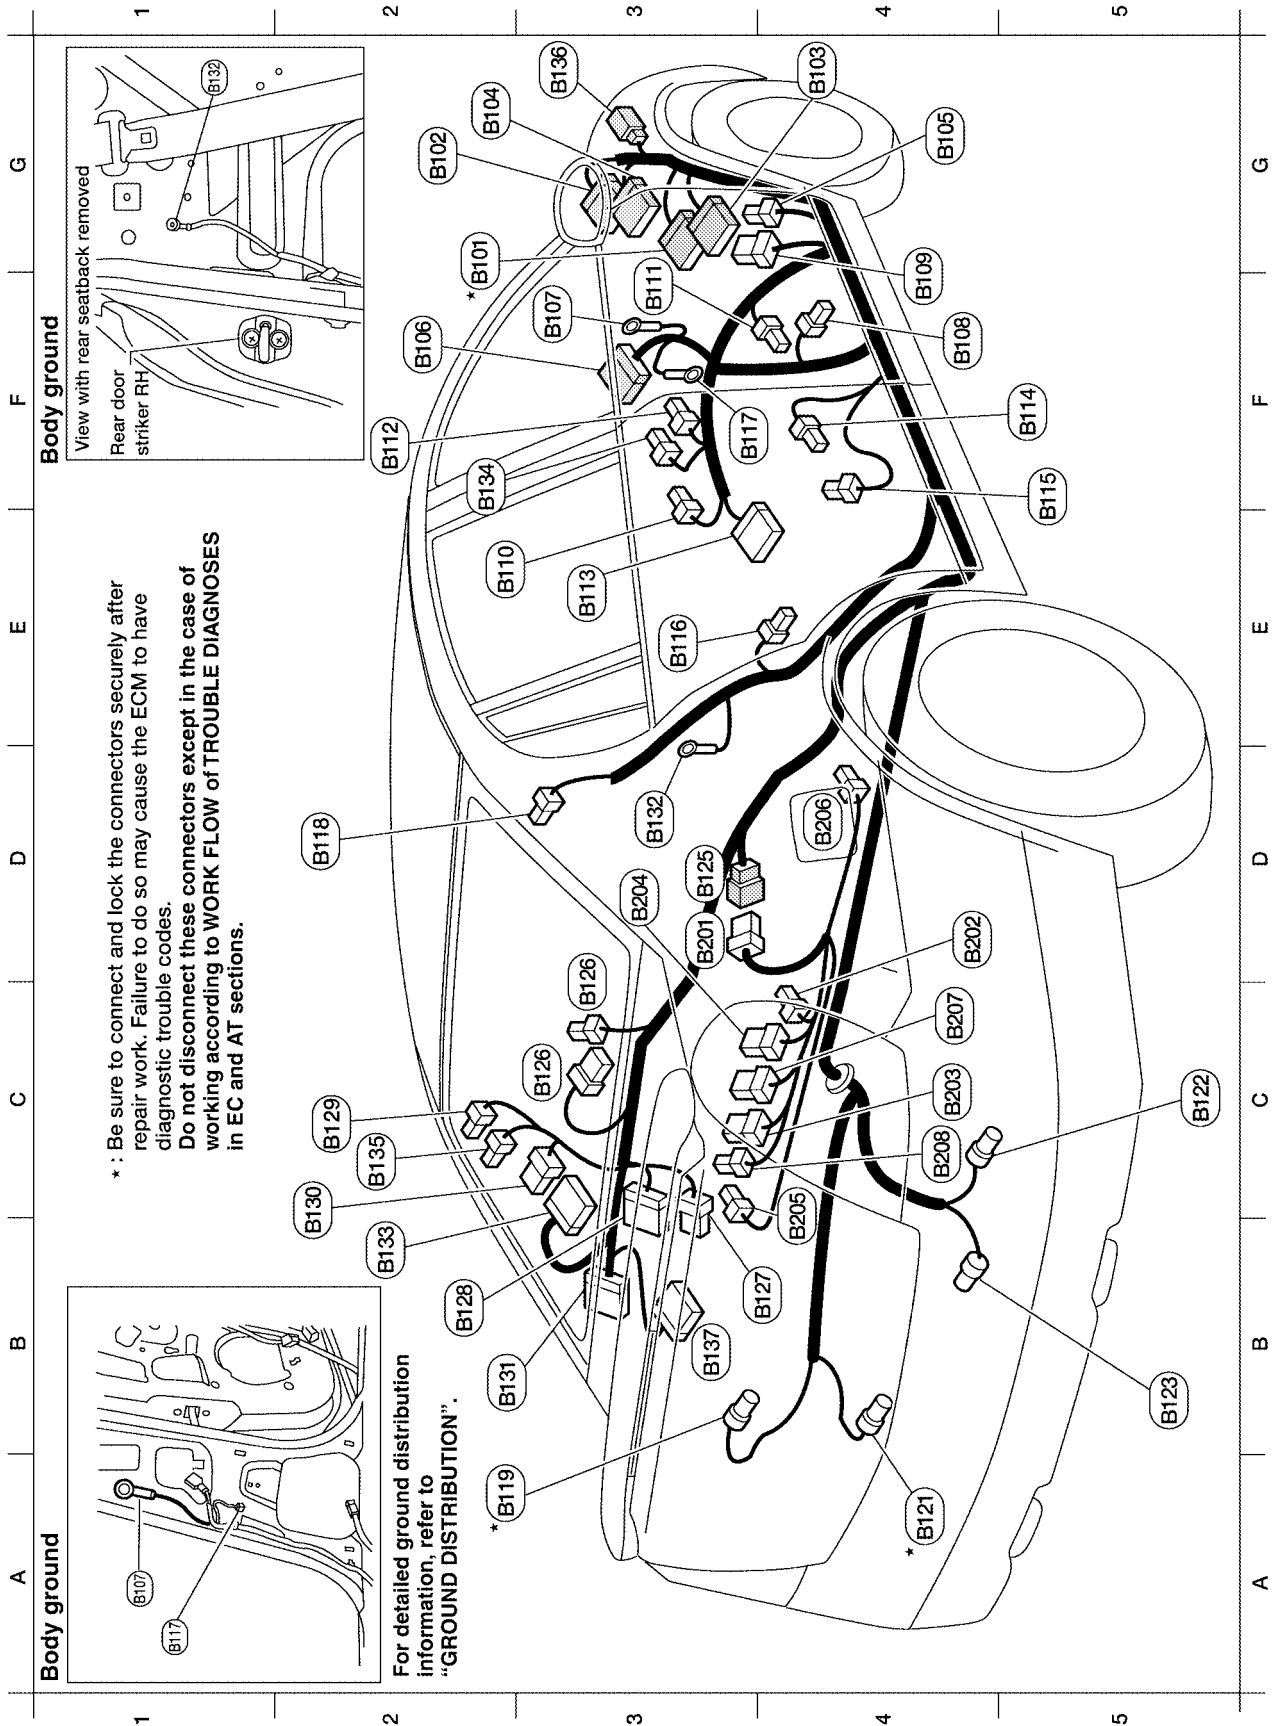 1
2
3
4
5
A
B
C
D
E
F
G
Body ground
B107
B117
For detailed ground distribution
information, refer to
“GROUND DISTRIBUTION”.
★ : Be sure to connect and lock the connectors securely after
repair work. Failure to do so may cause the ECM to have
diagnostic trouble codes.
Do not disconnect these connectors except in the case of
working according to WORK FLOW of TROUBLE DIAGNOSES
in EC and AT sections.
Body ground
View with rear seatback removed
Rear door
striker RH
B132
B129
B135
B130
B133
B128
B131
★ B119
B126
B126
B118
B204
B132
B125
B201
B206
B116
B113
B110
B134
B112
B106
B107
★ B101
B111
B102
B104
B136
B103
B105
B109
B108
B117
B114
B115
B202
B207
B203
B208
B205
B127
B137
B122
B123
★ B121
A
B
C
D
E
F
G
1
2
3
4
5